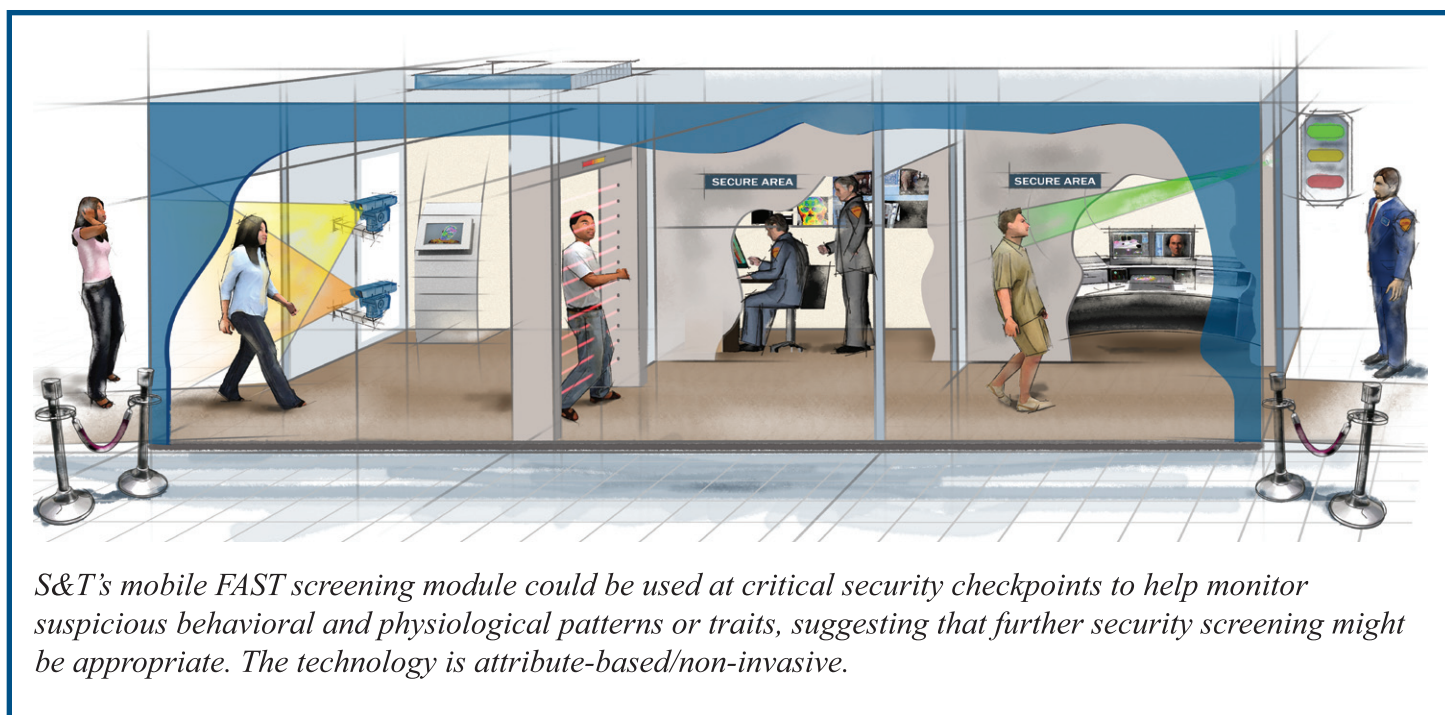 SECURE AREA
SECURE AREA
S&T’s mobile FAST screening module could be used at critical security checkpoints to help monitor
suspicious behavioral and physiological patterns or traits, suggesting that further security screening might
be appropriate. The technology is attribute-based/non-invasive.